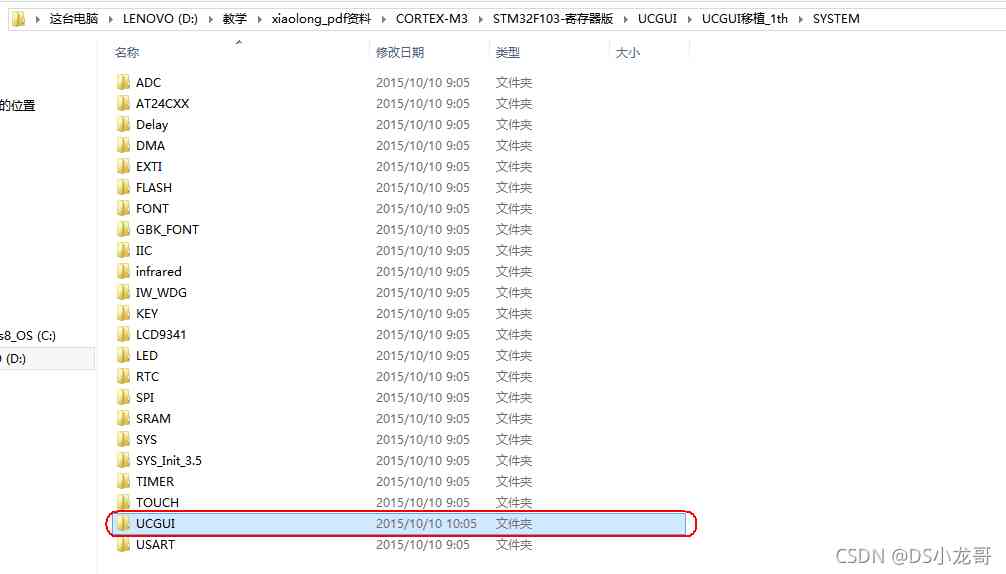 这台电脑 LENOVO (D:) 教学 xiaolong_pdf资料 CORTEX-M3 STM32F103-寄存器版 UCGUI UCGUI移植_1th SYSTEM
名称 修改日期 类型 大小
ADC 2015/10/10 9:05 文件夹
的位置 AT24CXX 2015/10/10 9:05 文件夹
Delay 2015/10/10 9:05 文件夹
DMA 2015/10/10 9:05 文件夹
EXTI 2015/10/10 9:05 文件夹
FLASH 2015/10/10 9:05 文件夹
FONT 2015/10/10 9:05 文件夹
GBK_FONT 2015/10/10 9:05 文件夹
IIC 2015/10/10 9:05 文件夹
infrared 2015/10/10 9:05 文件夹
IW_WDG 2015/10/10 9:05 文件夹
KEY 2015/10/10 9:05 文件夹
s8_OS (C:) LCD9341 2015/10/10 9:05 文件夹
(D:) LED 2015/10/10 9:05 文件夹
RTC 2015/10/10 9:05 文件夹
SPI 2015/10/10 9:05 文件夹
SRAM 2015/10/10 9:05 文件夹
SYS 2015/10/10 9:05 文件夹
SYS_Init_3.5 2015/10/10 9:05 文件夹
TIMER 2015/10/10 9:05 文件夹
TOUCH 2015/10/10 9:05 文件夹
UCGUI 2015/10/10 10:05 文件夹
USART 2015/10/10 9:05 文件夹
CSDN @DS小龙哥